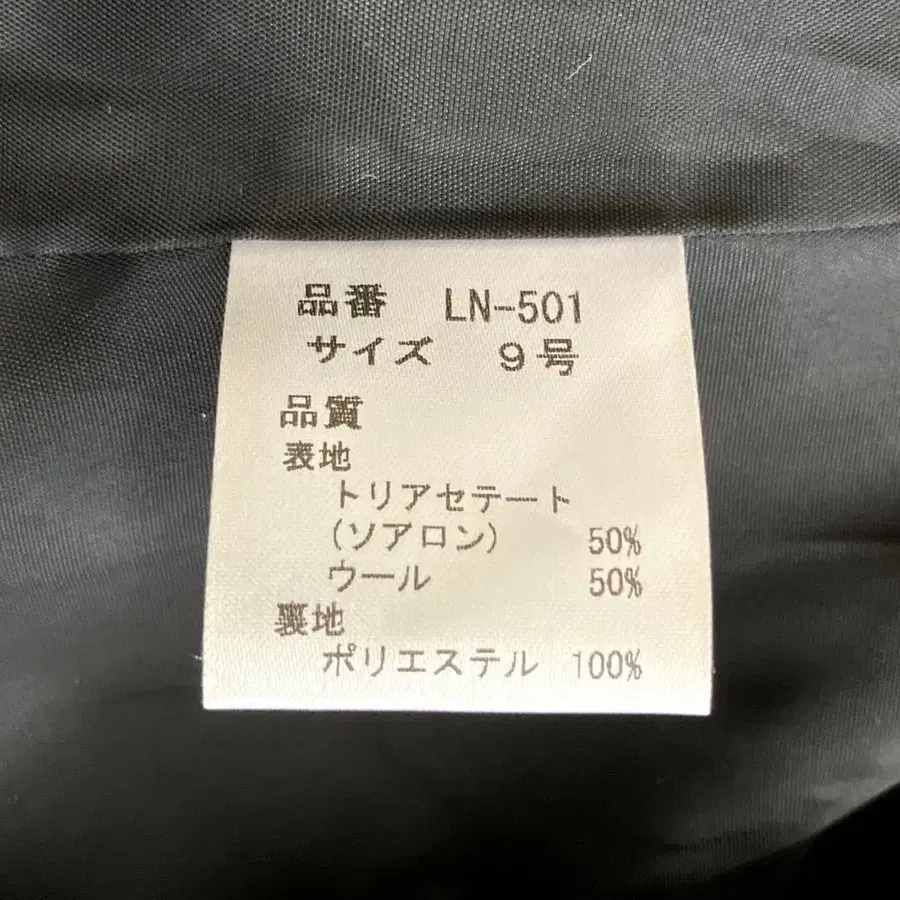 品番 LN-501
サイズ 9号
品質
表地
トリアセテート
(ソアロン) 50%
ウール 50%
裏地
ポリエステル 100%